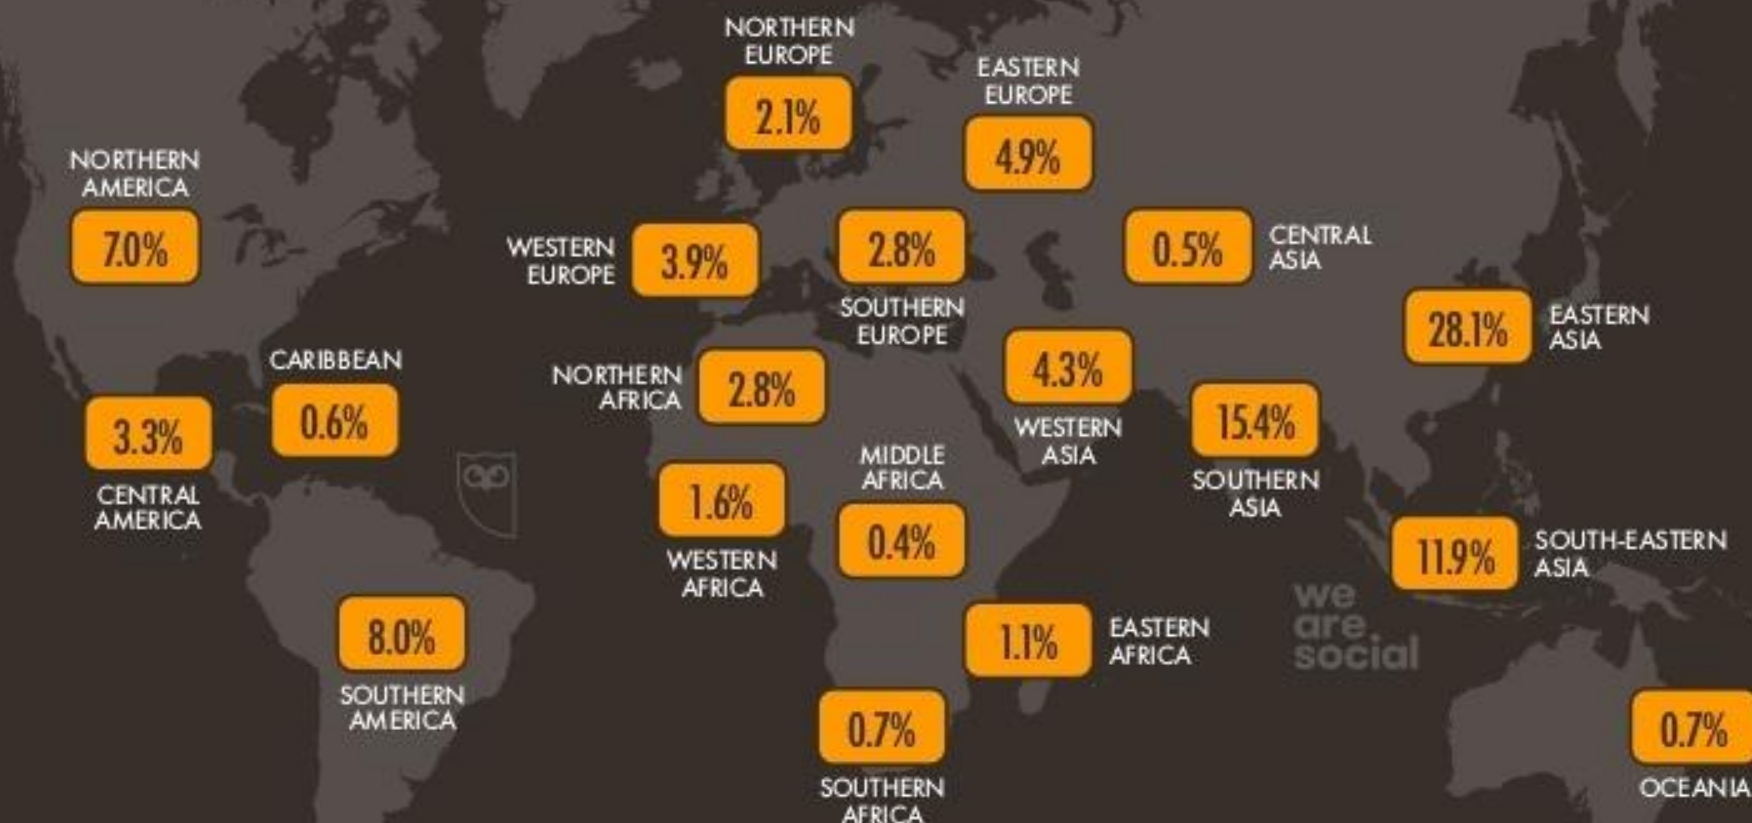 NORTHERN
EUROPE
2.1%
EASTERN
EUROPE
4.9%
NORTHERN
AMERICA
7.0%
WESTERN
EUROPE
3.9%
2.8%
SOUTHERN
EUROPE
0.5%
CENTRAL
ASIA
28.1%
EASTERN
ASIA
CARIBBEAN
0.6%
NORTHERN
AFRICA
2.8%
4.3%
WESTERN
ASIA
15.4%
SOUTHERN
ASIA
3.3%
CENTRAL
AMERICA
1.6%
WESTERN
AFRICA
MIDDLE
AFRICA
0.4%
11.9%
SOUTH-EASTERN
ASIA
we
are
social
8.0%
SOUTHERN
AMERICA
1.1%
EASTERN
AFRICA
0.7%
SOUTHERN
AFRICA
0.7%
OCEANIA